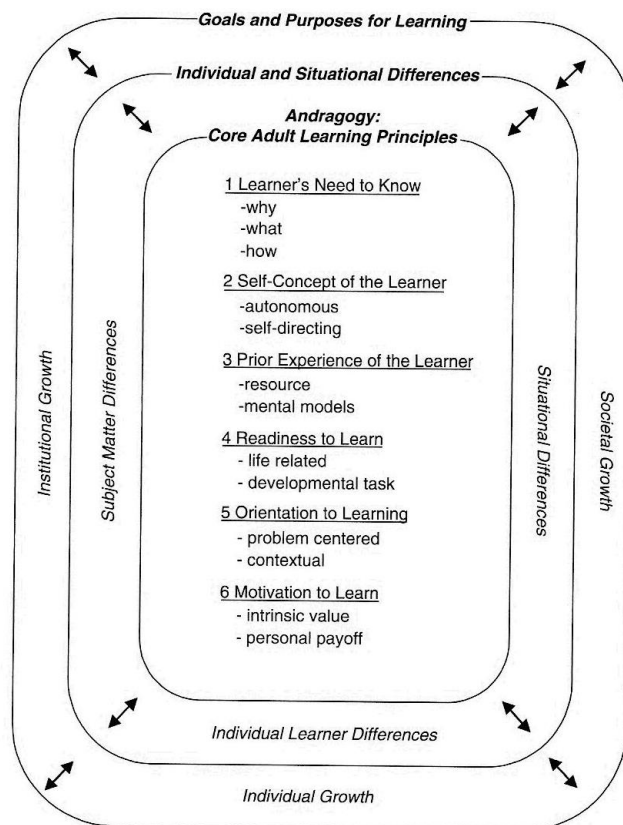 Goals and Purposes for Learning
Individual and Situational Differences
Andragogy:
Core Adult Learning Principles
1 Learner's Need to Know
-why
-what
-how
2 Self-Concept of the Learner
-autonomous
-self-directing
3 Prior Experience of the Learner
-resource
-mental models
4 Readiness to Learn
- life related
- developmental task
5 Orientation to Learning
- problem centered
- contextual
6 Motivation to Learn
- intrinsic value
- personal payoff
Institutional Growth
Subject Matter Differences
Situational Differences
Societal Growth
Individual Learner Differences
Individual Growth